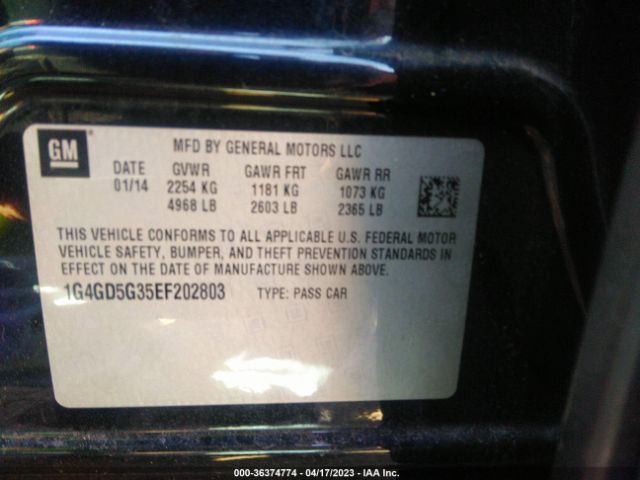 GM
MFD BY GENERAL MOTORS LLC
DATE GVWR GAWR FRT GAWR RR
01/14 2254 KG 1181 KG 1073 KG
4968 LB 2603 LB 2365 LB
THIS VEHICLE CONFORMS TO ALL APPLICABLE U.S. FEDERAL MOTOR
VEHICLE SAFETY, BUMPER, AND THEFT PREVENTION STANDARDS IN
EFFECT ON THE DATE OF MANUFACTURE SHOWN ABOVE.
1G4GD5G35EF202803 TYPE: PASS CAR
000-36374774 - 04/17/2023 - IAA Inc.